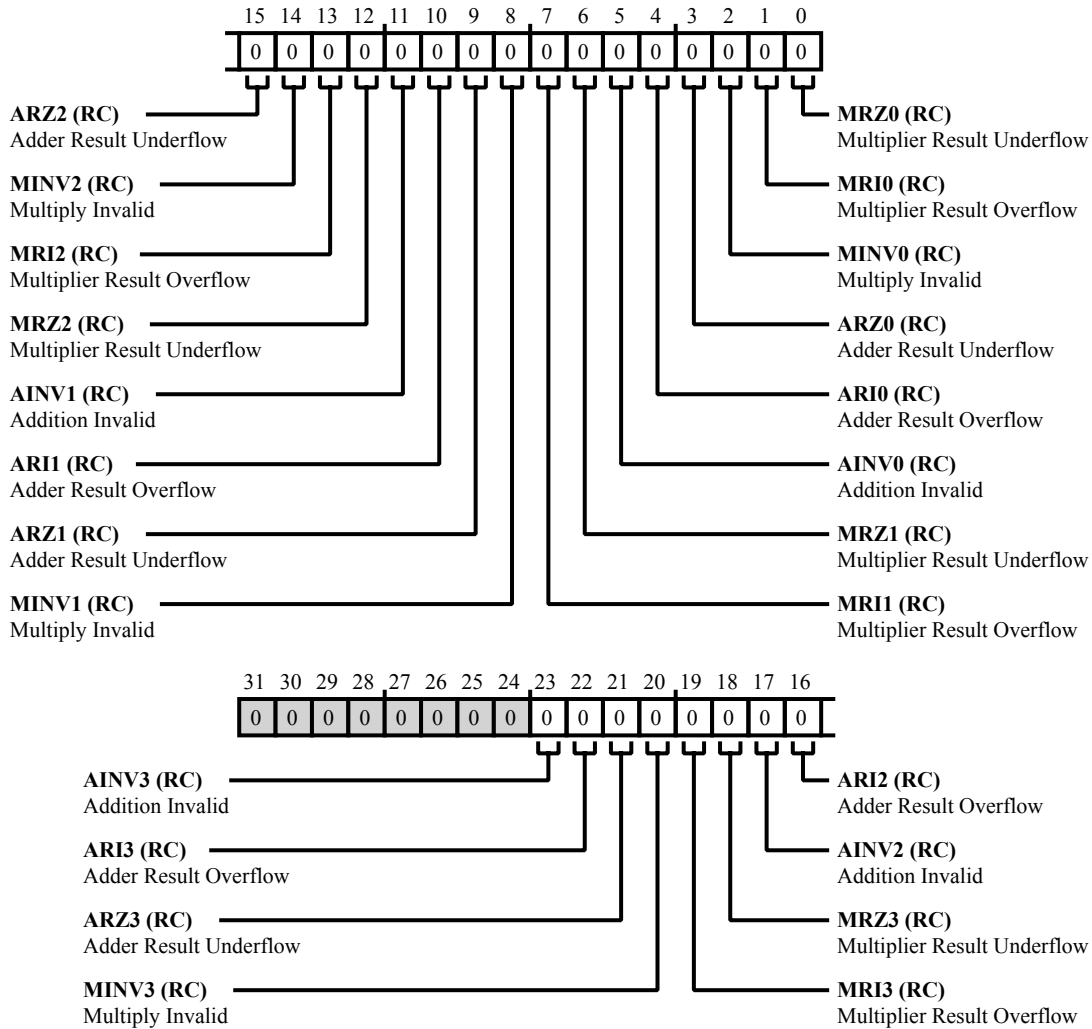 15 14 13 12 11 10 9 8 7 6 5 4 3 2 1 0
0 0 0 0 0 0 0 0 0 0 0 0 0 0 0 0
ARZ2 (RC)
Adder Result Underflow
MINV2 (RC)
Multiply Invalid
MRI2 (RC)
Multiplier Result Overflow
MRZ2 (RC)
Multiplier Result Underflow
AINV1 (RC)
Addition Invalid
ARI1 (RC)
Adder Result Overflow
ARZ1 (RC)
Adder Result Underflow
MINV1 (RC)
Multiply Invalid
MRZ0 (RC)
Multiplier Result Underflow
MRI0 (RC)
Multiplier Result Overflow
MINV0 (RC)
Multiply Invalid
ARZ0 (RC)
Adder Result Underflow
ARI0 (RC)
Adder Result Overflow
AINV0 (RC)
Addition Invalid
MRZ1 (RC)
Multiplier Result Underflow
MRI1 (RC)
Multiplier Result Overflow
31 30 29 28 27 26 25 24 23 22 21 20 19 18 17 16
0 0 0 0 0 0 0 0 0 0 0 0 0 0 0 0
AINV3 (RC)
Addition Invalid
ARI3 (RC)
Adder Result Overflow
ARZ3 (RC)
Adder Result Underflow
MINV3 (RC)
Multiply Invalid
ARI2 (RC)
Adder Result Overflow
AINV2 (RC)
Addition Invalid
MRZ3 (RC)
Multiplier Result Underflow
MRI3 (RC)
Multiplier Result Overflow